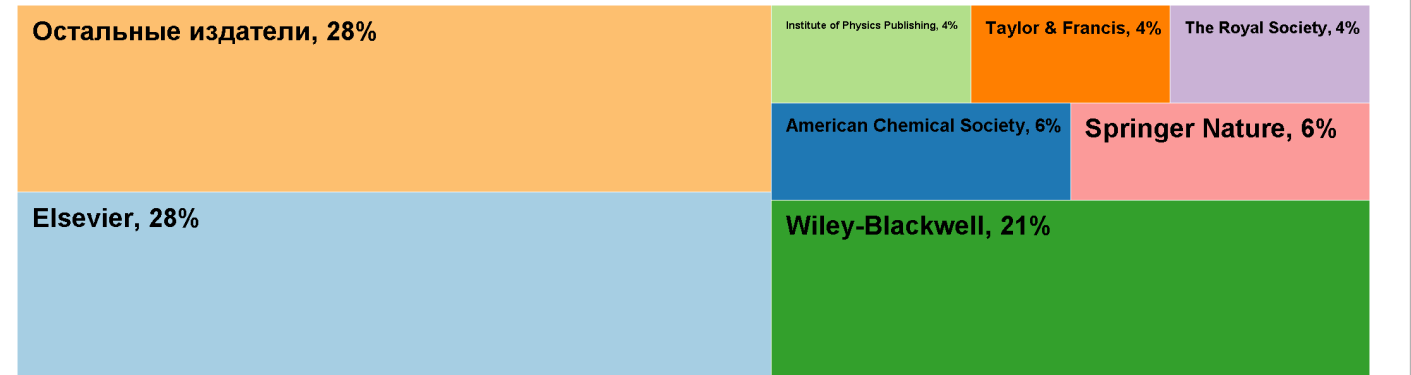 Остальные издатели, 28%
Institute of Physics Publishing, 4%
Taylor & Francis, 4%
The Royal Society, 4%
American Chemical Society, 6%
Springer Nature, 6%
Elsevier, 28%
Wiley-Blackwell, 21%